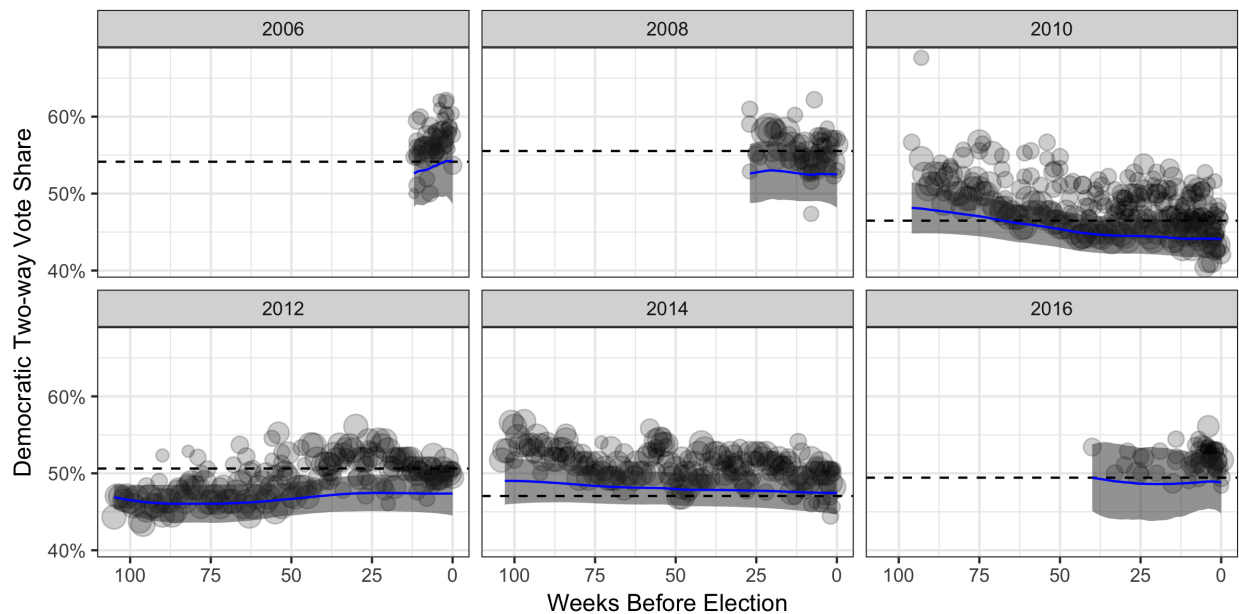 2006 2008 2010
60%
50%
40%
Democratic Two-way Vote Share
2012 2014 2016
60%
50%
40%
100 75 50 25 0 100 75 50 25 0 100 75 50 25 0
Weeks Before Election